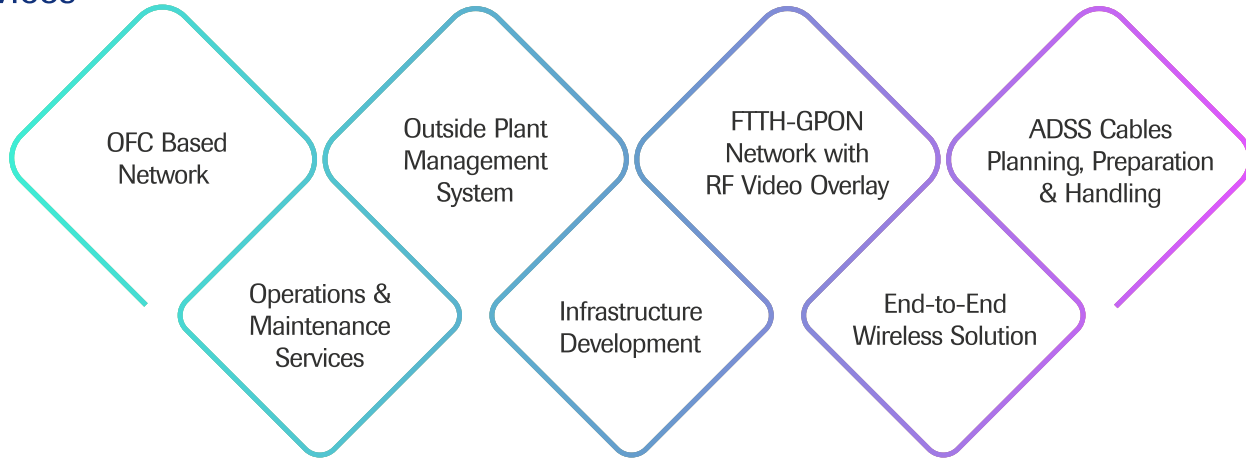 OFC Based
Network
Outside Plant
Management
System
FTTH-GPON
Network with
RF Video Overlay
ADSS Cables
Planning, Preparation
& Handling
Operations &
Maintenance
Services
Infrastructure
Development
End-to-End
Wireless Solution